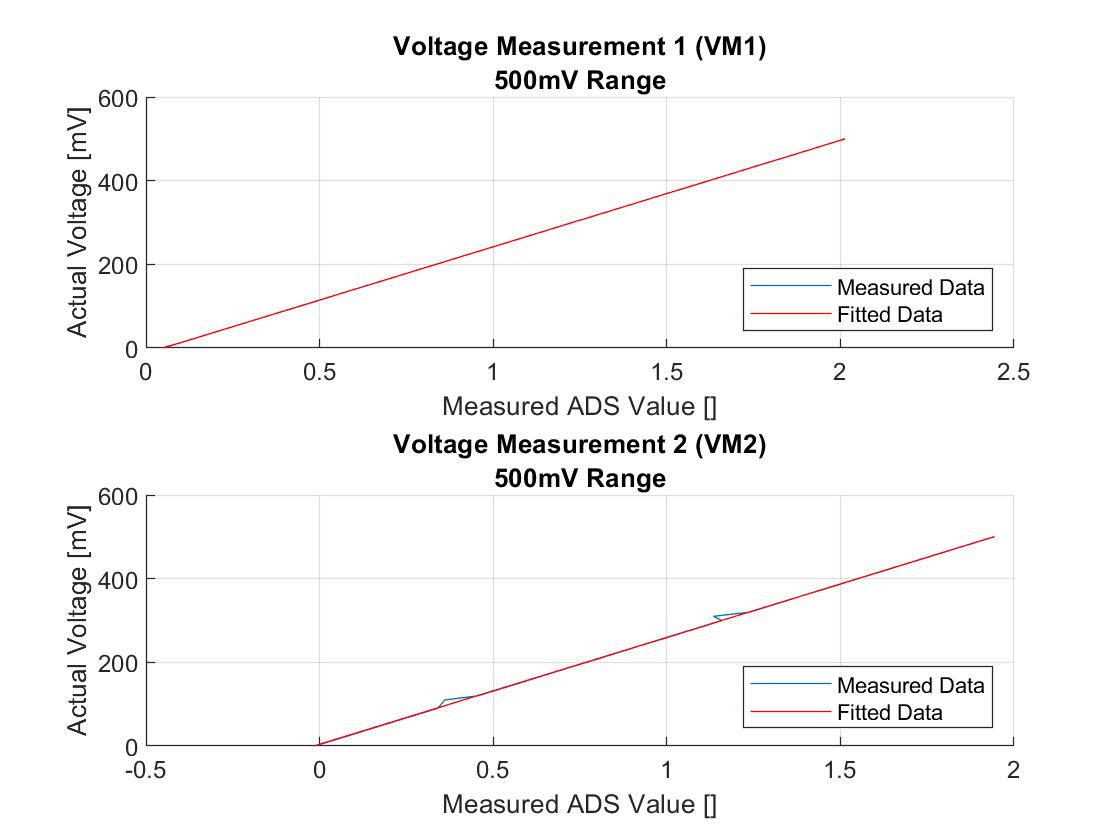 Voltage Measurement 1 (VM1)
500mV Range
Actual Voltage [mV]
600
400
200
0
0 0.5 1 1.5 2 2.5
Measured ADS Value []
Measured Data
Fitted Data
Voltage Measurement 2 (VM2)
500mV Range
Actual Voltage [mV]
600
400
200
0
-0.5 0 0.5 1 1.5 2
Measured ADS Value []
Measured Data
Fitted Data